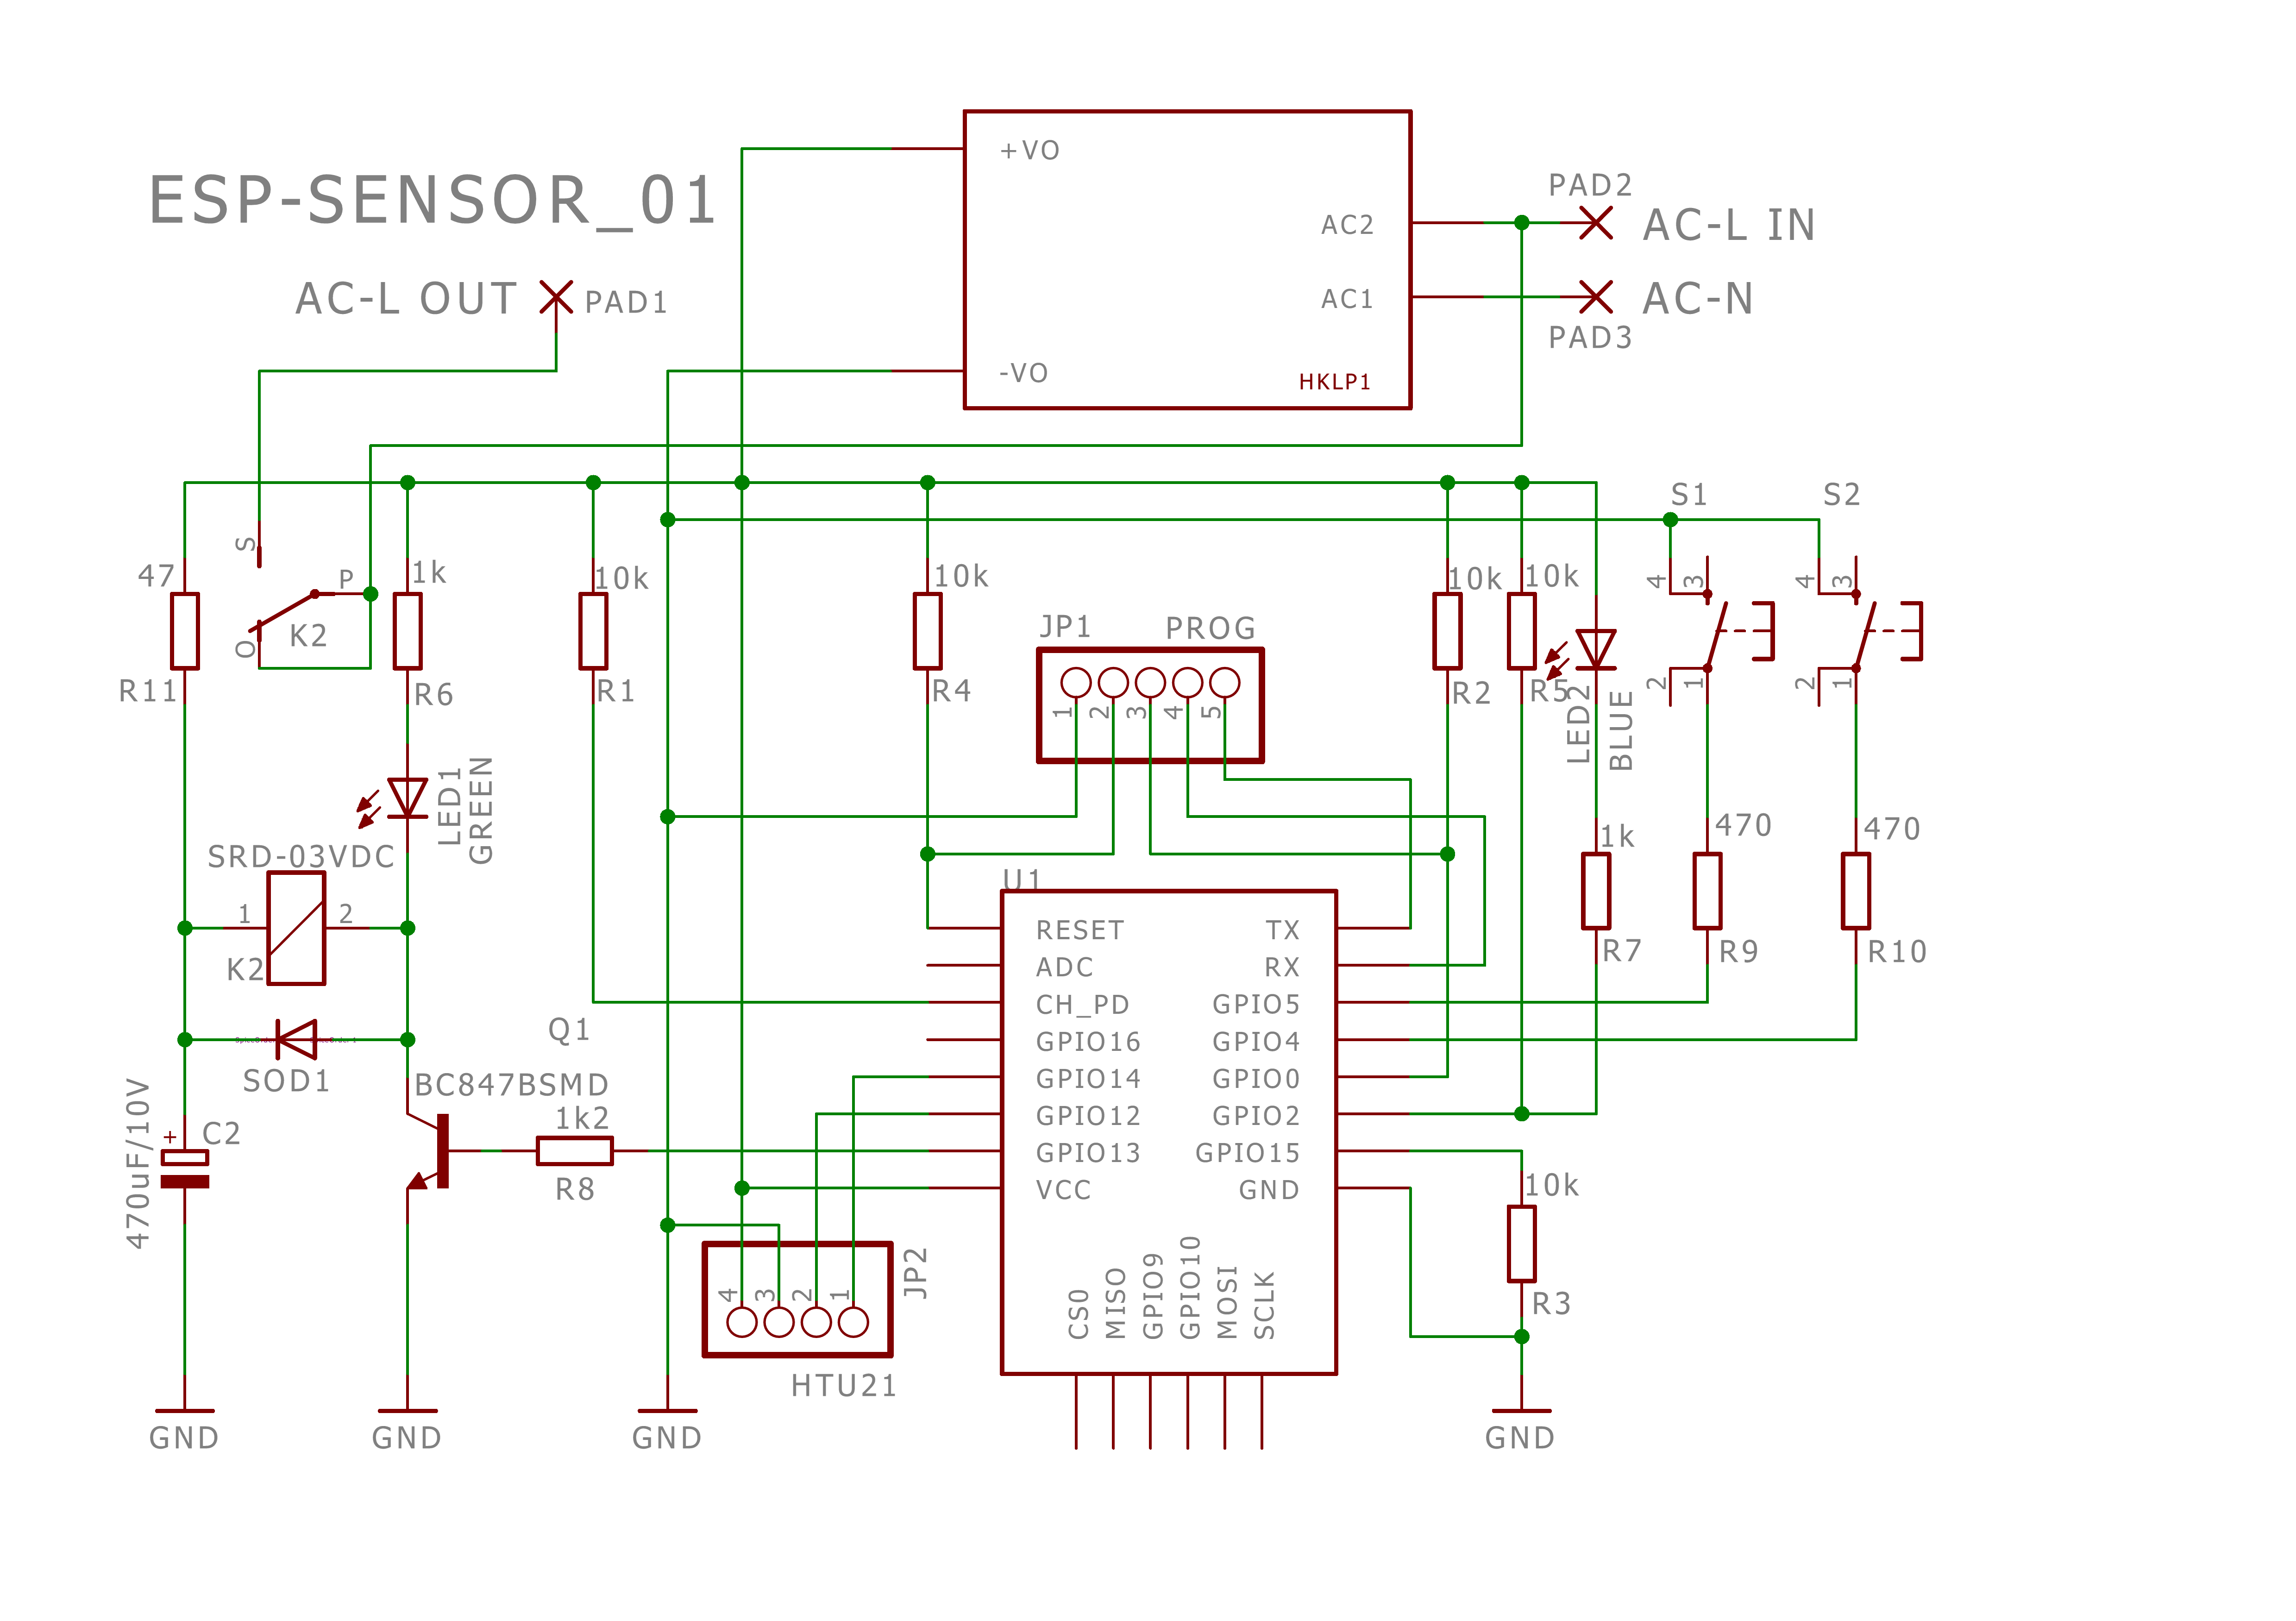 ESP-SENSOR_01
+VO
PAD2
AC2
AC-L IN
AC-L OUT
PAD1
AC1
AC-N
PAD3
-VO
HKLP1
S1
S2
S
47
P
1k
10k
10k
10k
10k
4
3
4
3
O
K2
JP1
PROG
R11
R6
R1
R4
1
2
3
4
5
R2
R5
LED2
BLUE
2
1
2
1
LED1
GREEN
SRD-03VDC
1k
470
470
U1
1
2
K2
RESET
TX
R7
R9
R10
ADC
RX
CH_PD
GPIO5
Q1
GPIO16
GPIO4
SOD1
BC847BSMD
GPIO14
GPIO0
470uF/10V
+
C2
1k2
GPIO12
GPIO2
GPIO13
GPIO15
R8
VCC
GND
10k
4
3
2
1
JP2
CS0
MISO
GPIO9
GPIO10
MOSI
SCLK
R3
HTU21
GND
GND
GND
GND